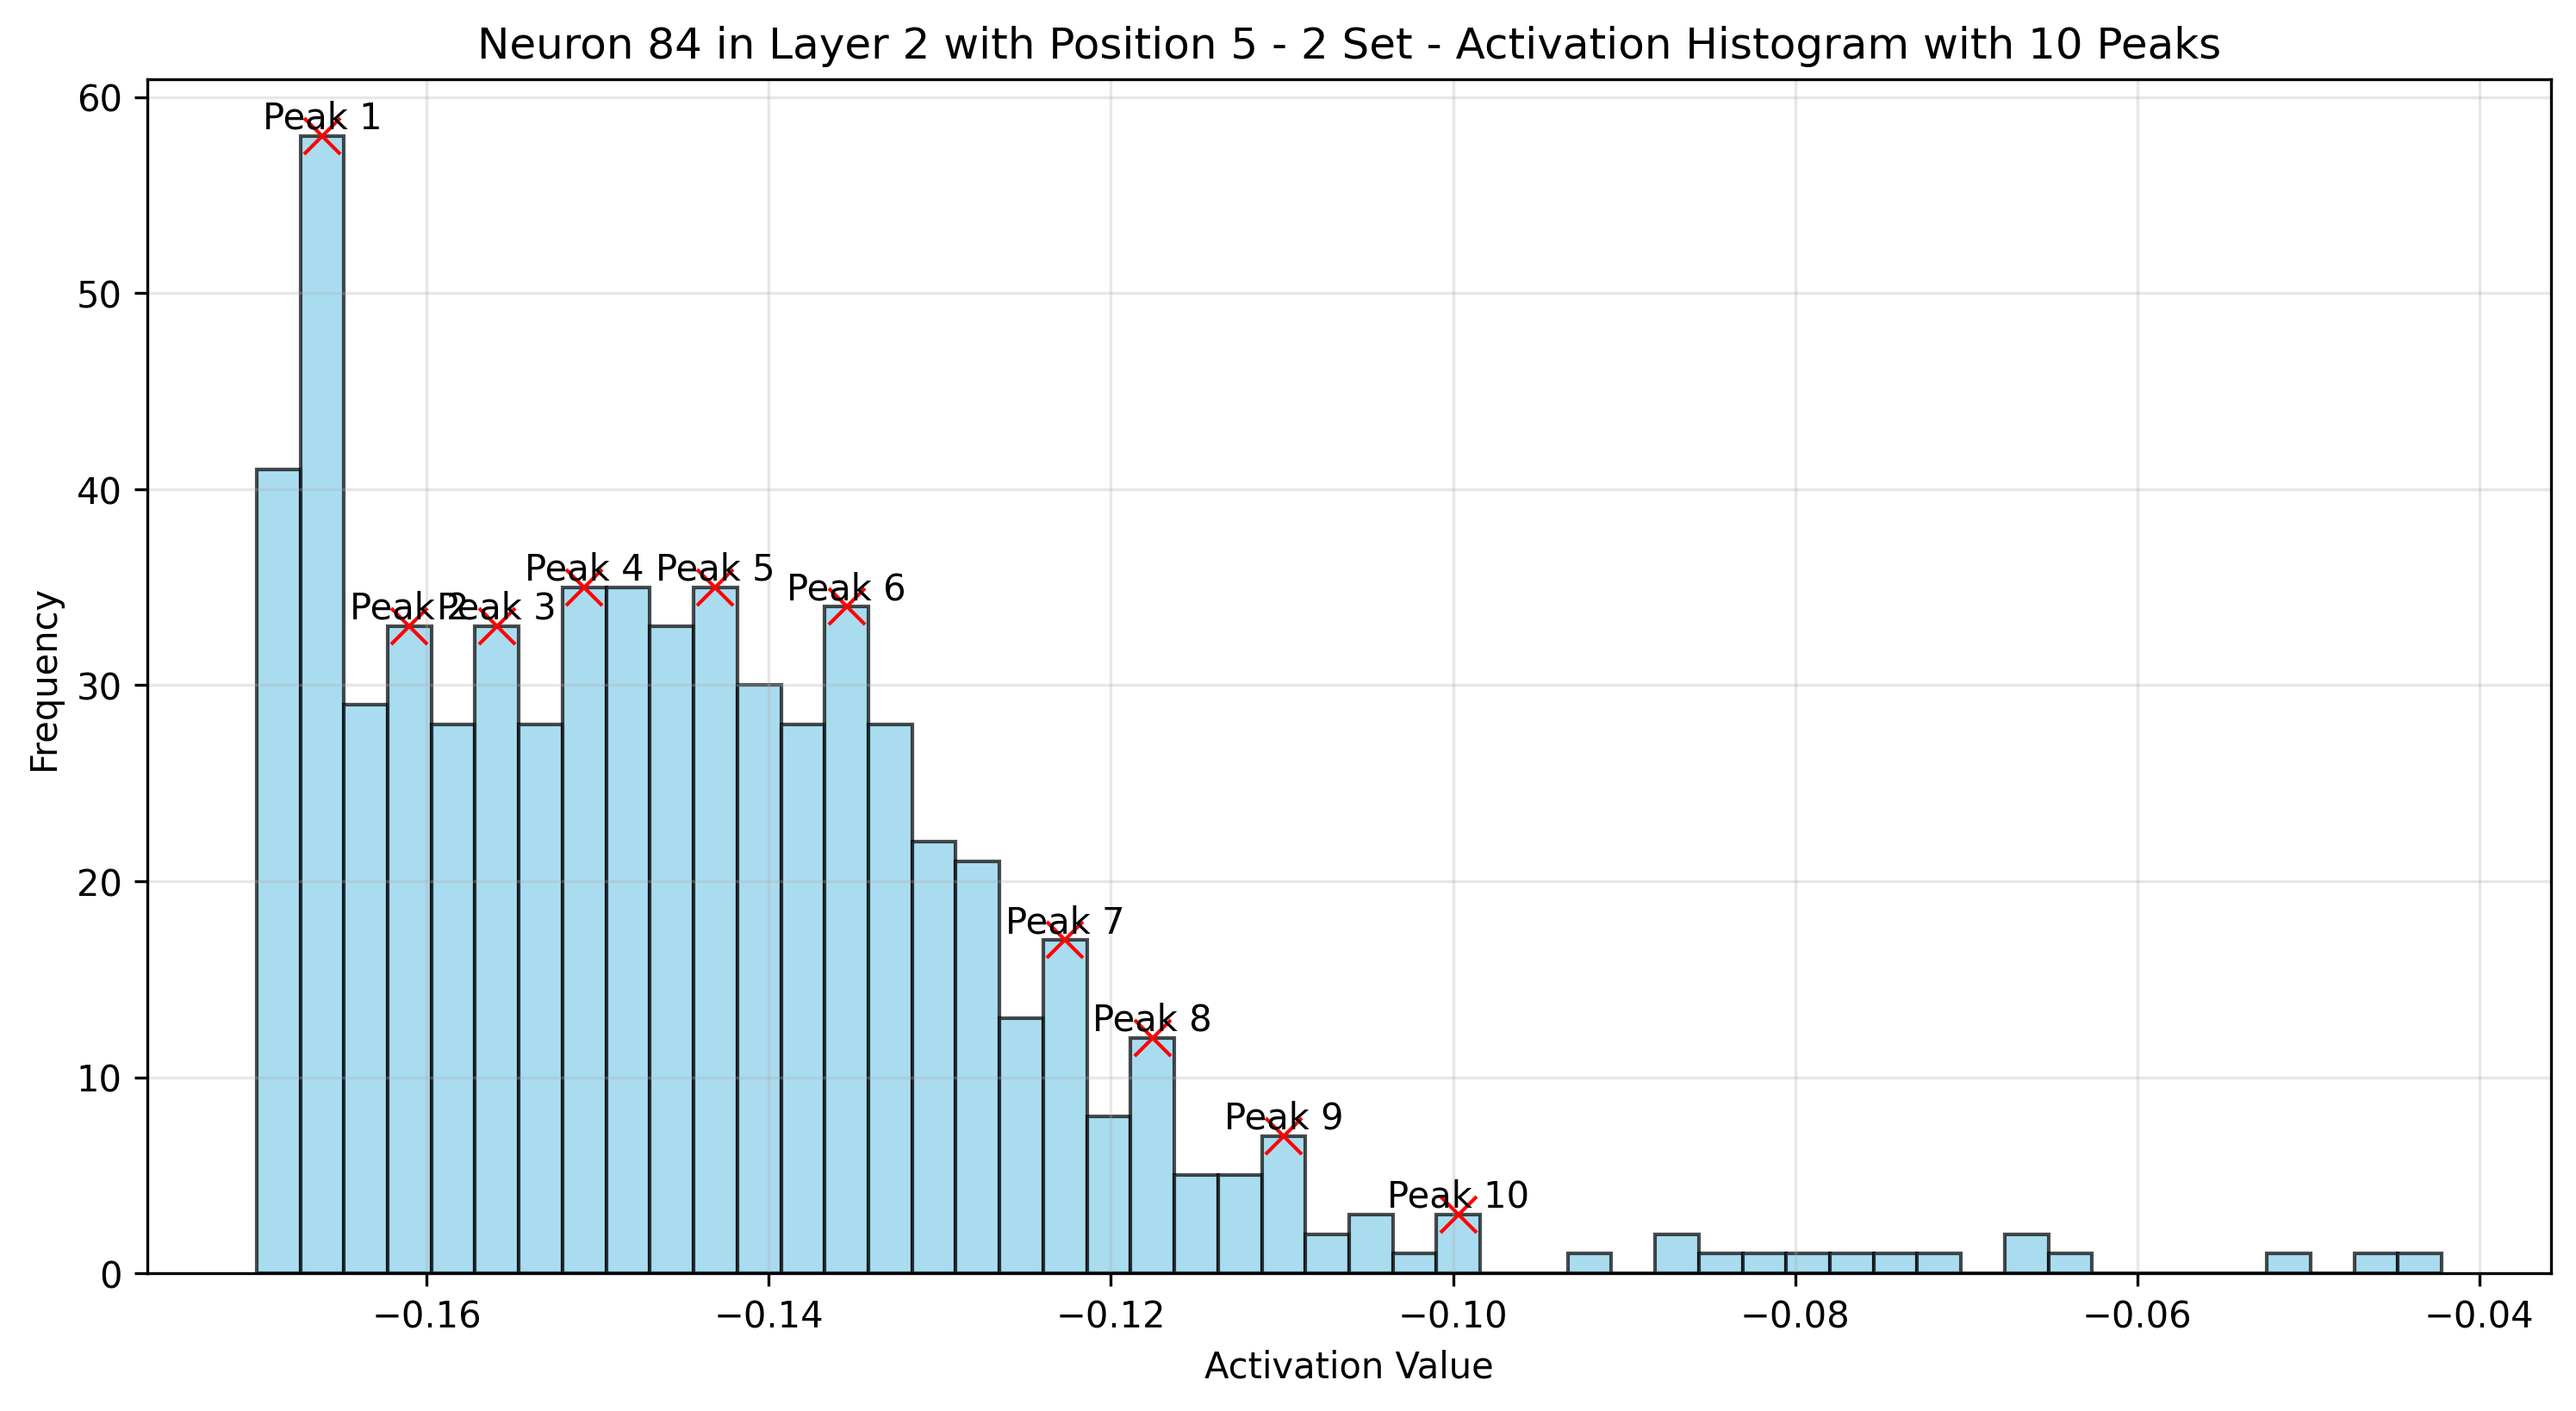 Neuron 84 in Layer 2 with Position 5 - 2 Set - Activation Histogram with 10 Peaks
60
50
40
30
20
10
0
Frequency
Peak 1
Peak 2
Peak 3
Peak 4
Peak 5
Peak 6
Peak 7
Peak 8
Peak 9
Peak 10
−0.16
−0.14
−0.12
−0.10
−0.08
−0.06
−0.04
Activation Value